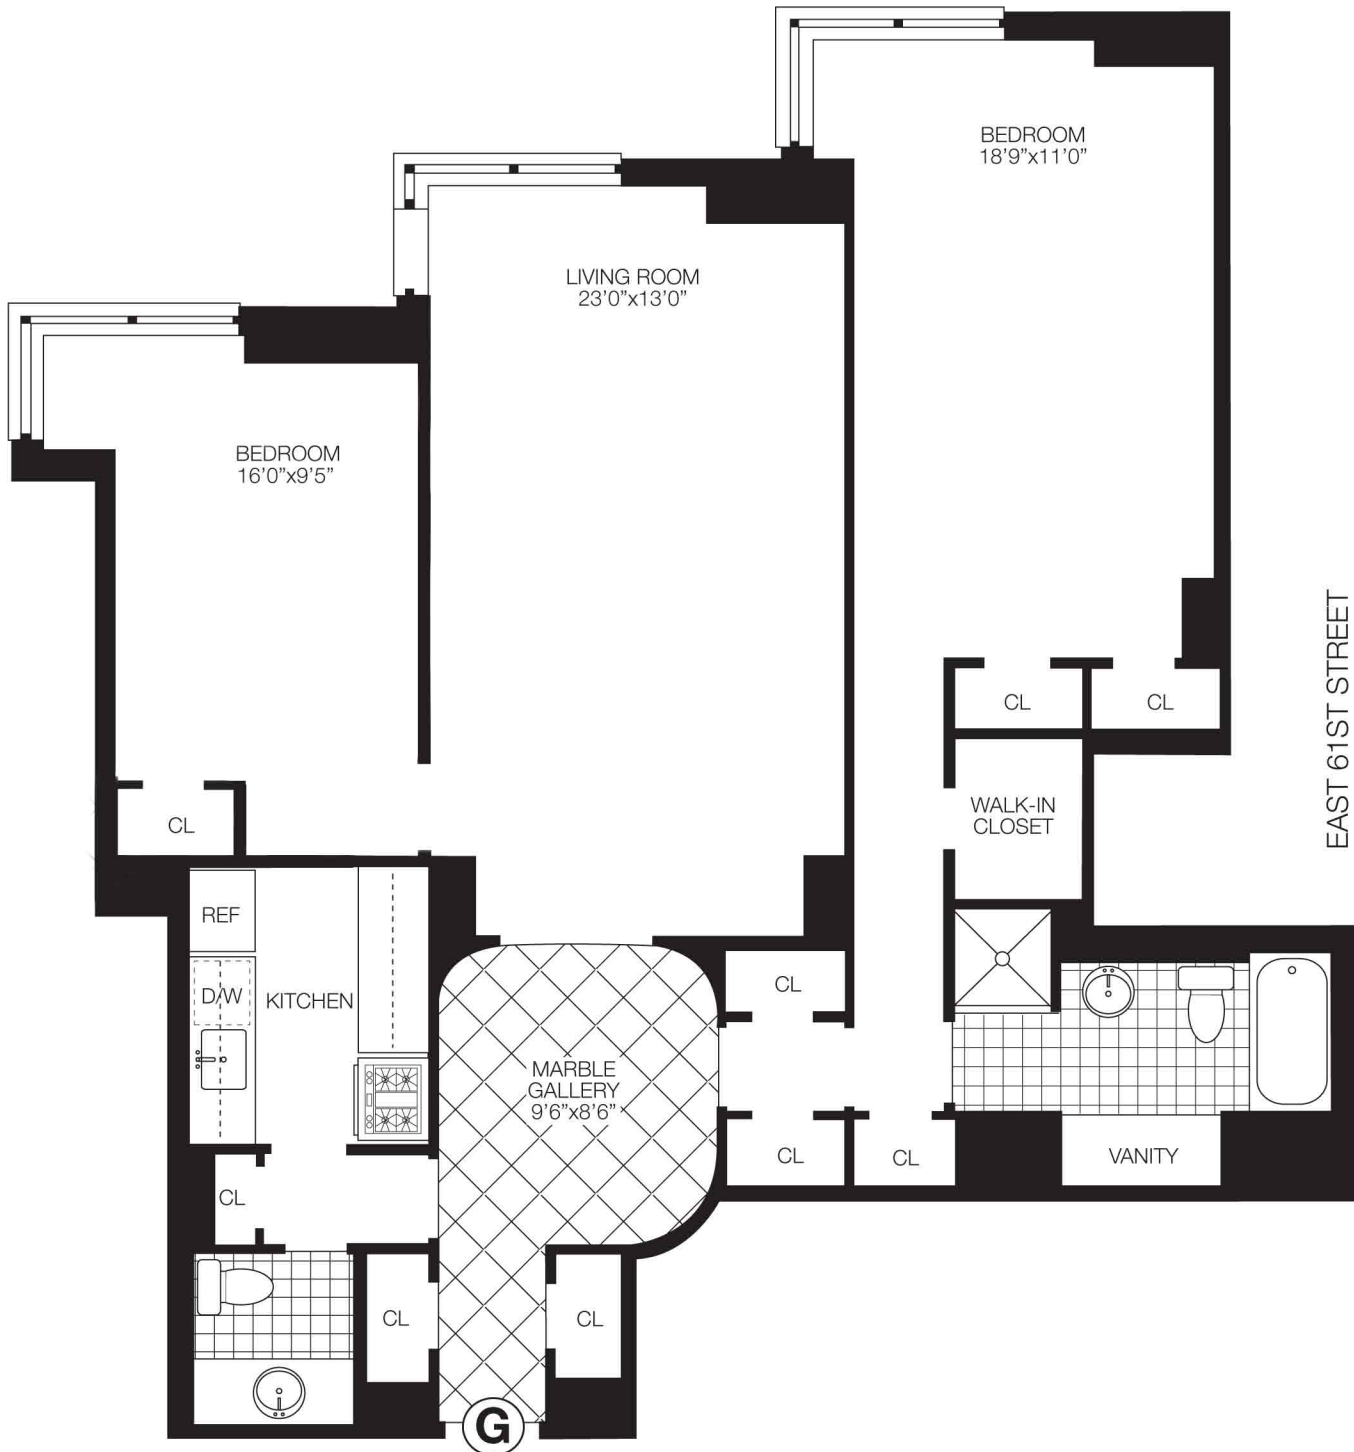 BEDROOM
18’9”x11’0”
LIVING ROOM
23’0”x13’0”
BEDROOM
16’0”x9’5”
CL
CL
EAST 61ST STREET
WALK-IN
CLOSET
CL
REF
D/W
KITCHEN
CL
MARBLE
GALLERY
9’6”x8’6”
CL
CL
VANITY
CL
CL
CL
G